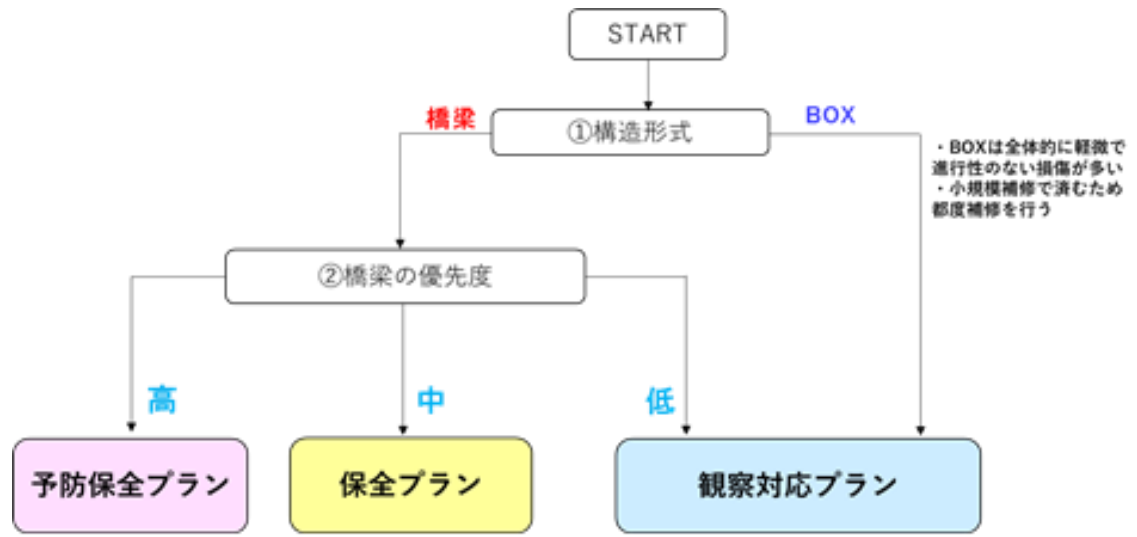 START
橋梁
①構造形式
BOX
・BOXは全体的に軽微で
進行性のない損傷が多い
・小規模補修で済むため
都度補修を行う
②橋梁の優先度
高
中
低
予防保全プラン
保全プラン
観察対応プラン